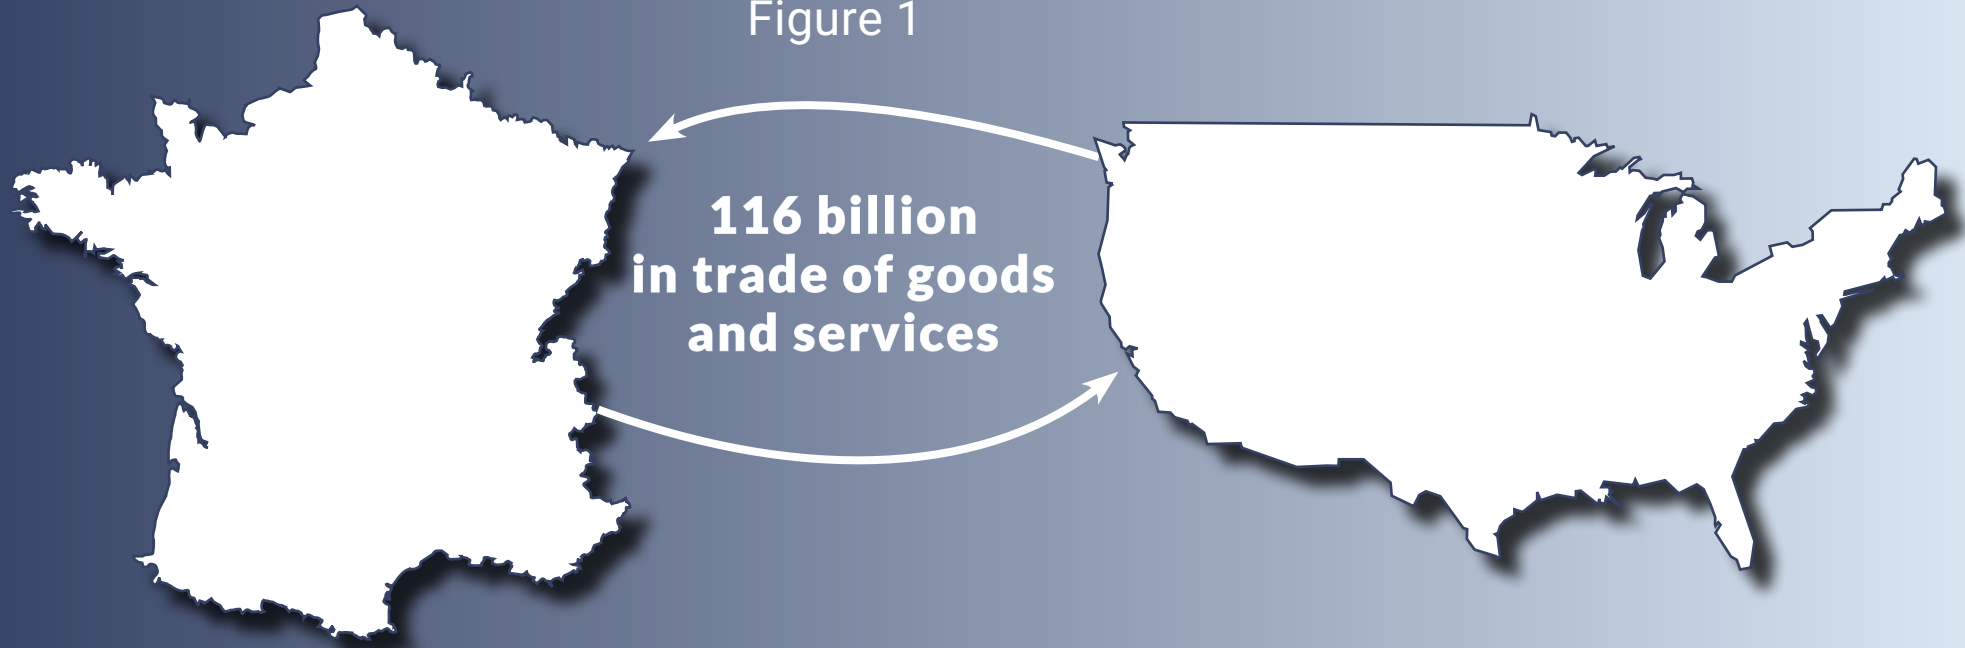 Figure 1
116 billion
in trade of goods
and services